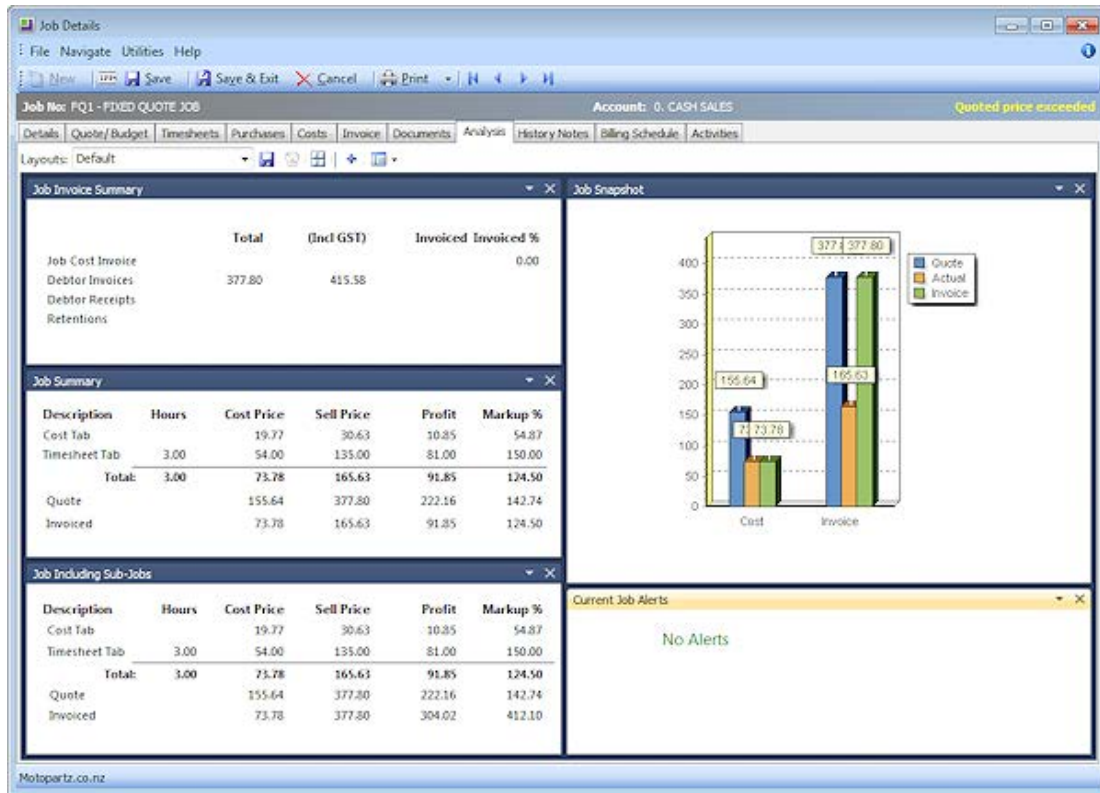 Job Details
File Navigate Utilities Help
New Save Save & Exit Cancel Print
Job No: FQ1 - FIXED QUOTE JOB Account: 0. CASH SALES Quoted price exceeded
Details Quote/Budget Timesheets Purchases Costs Invoice Documents Analysis History Notes Billing Schedule Activities
Layouts: Default
Job Invoice Summary
Total (Incl GST) Invoiced Invoiced %
Job Cost Invoice 0.00
Debtor Invoices 377.80 415.58
Debtor Receipts
Retentions
Job Summary
Description Hours Cost Price Sell Price Profit Markup %
Cost Tab 19.77 30.63 10.85 54.87
Timesheet Tab 3.00 54.00 135.00 81.00 150.00
Total: 3.00 73.78 165.63 91.85 124.50
Quote 155.64 377.80 222.16 142.74
Invoiced 73.78 165.63 91.85 124.50
Job Including Sub-Jobs
Description Hours Cost Price Sell Price Profit Markup %
Cost Tab 19.77 30.63 10.85 54.87
Timesheet Tab 3.00 54.00 135.00 81.00 150.00
Total: 3.00 73.78 165.63 91.85 124.50
Quote 155.64 377.80 222.16 142.74
Invoiced 73.78 377.80 304.02 412.10
Job Snapshot
377.80
400
350
300
250
200
150
100
50
0
155.64
73.78
165.63
Cost Invoice
Quote
Actual
Invoice
Current Job Alerts
No Alerts
Motopartz.co.nz